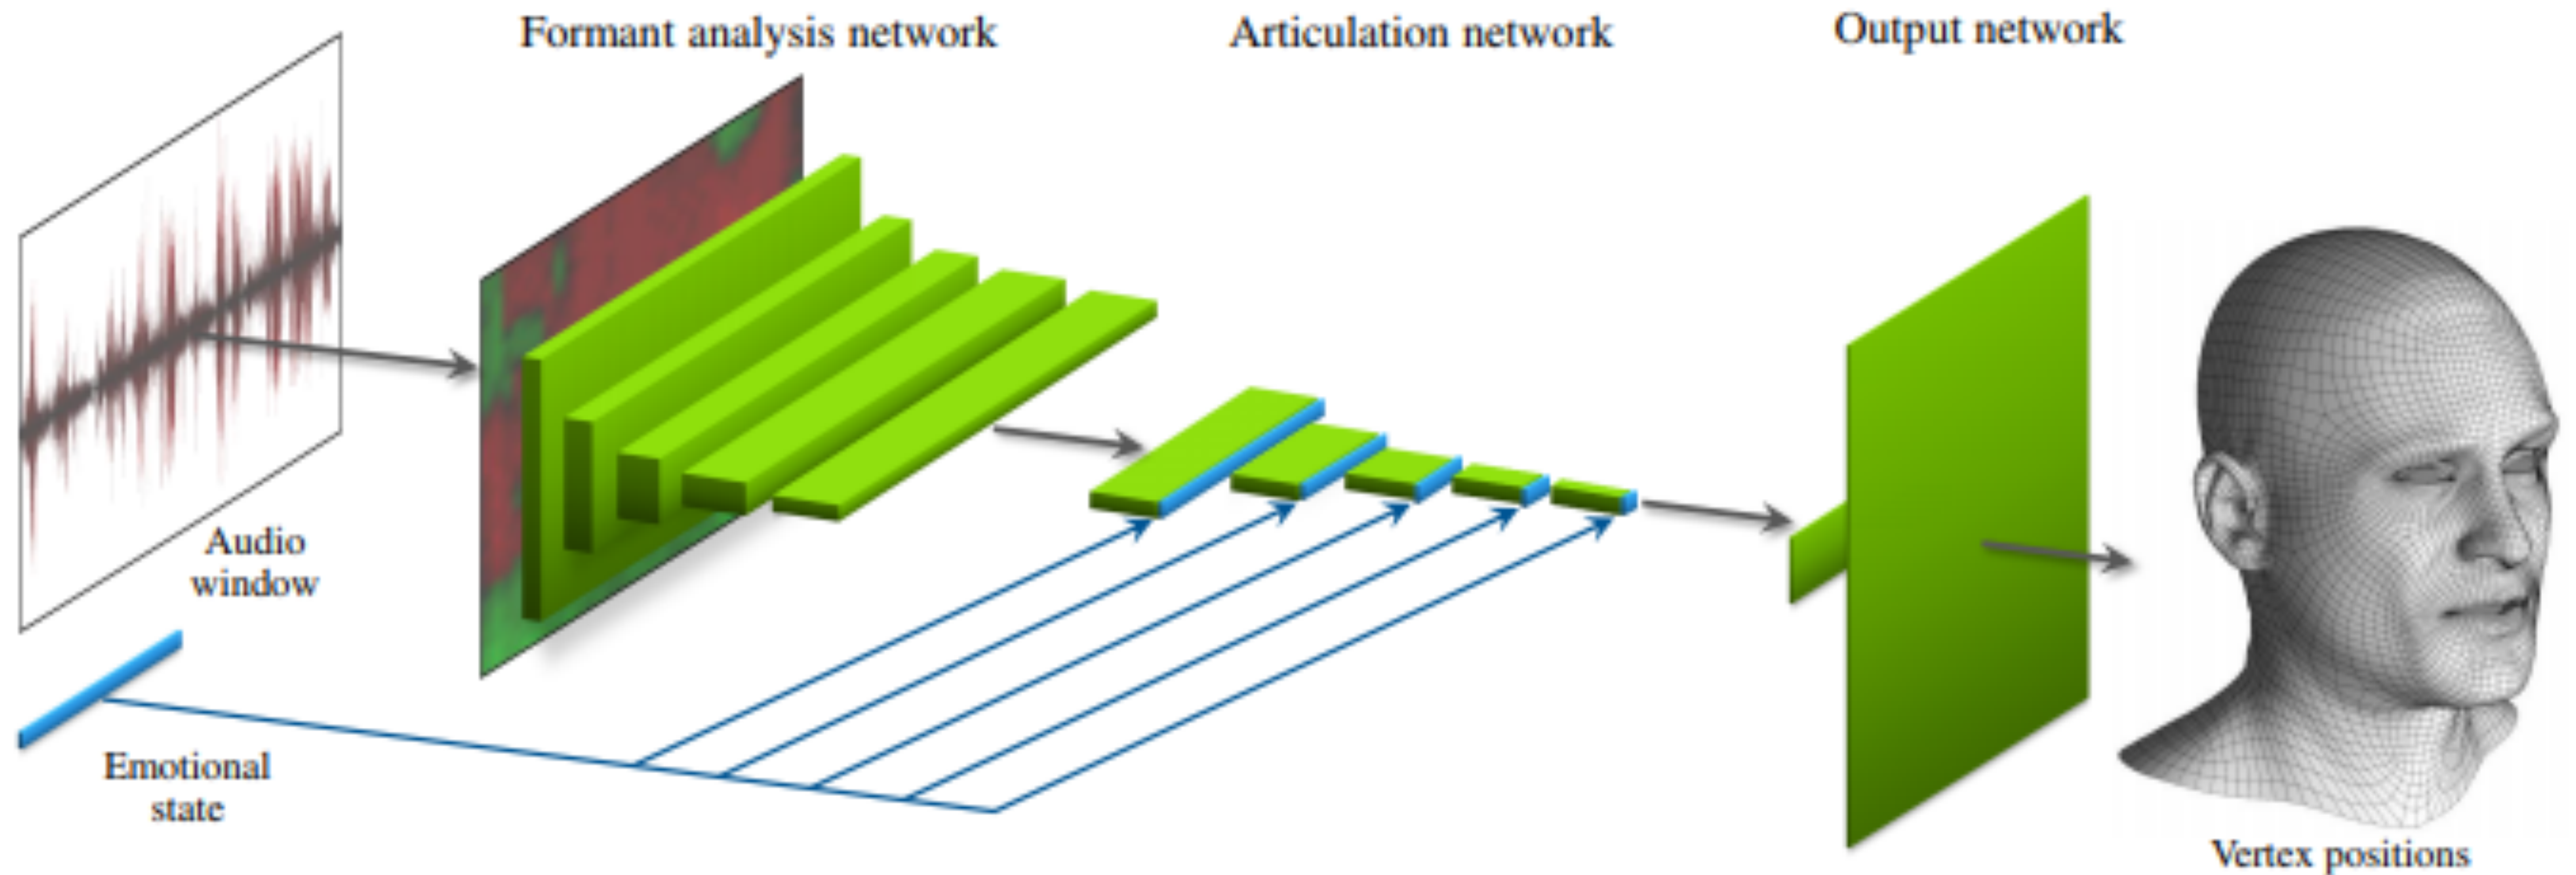 Formant analysis network
Articulation network
Output network
Audio
window
Emotional
state
Vertex positions